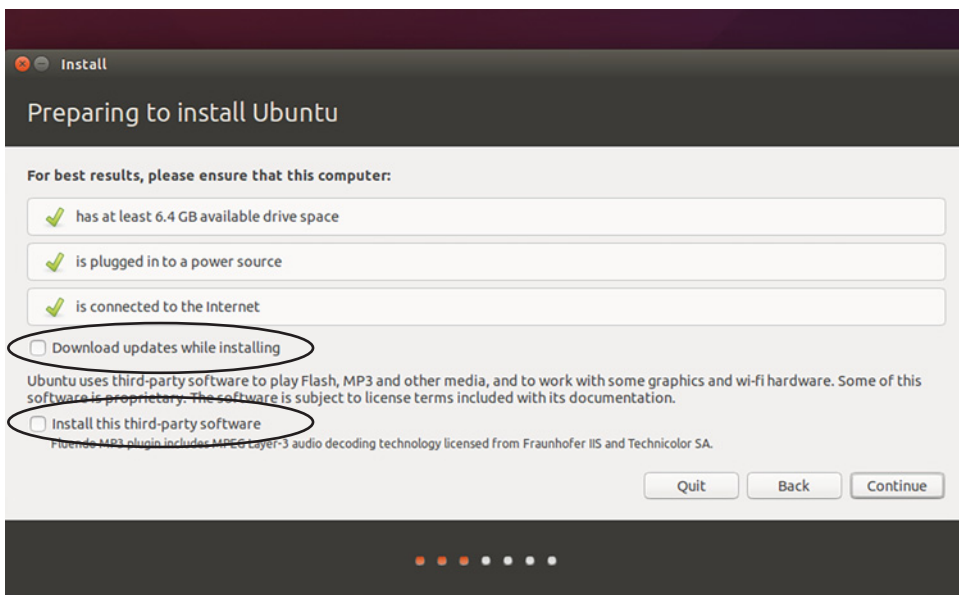 Install
Preparing to install Ubuntu
For best results, please ensure that this computer:
has at least 6.4 GB available drive space
is plugged in to a power source
is connected to the Internet
Download updates while installing
Ubuntu uses third-party software to play Flash, MP3 and other media, and to work with some graphics and wi-fi hardware. Some of this
software is proprietary. The software is subject to license terms included with its documentation.
Install this third-party software
Fluendo MP3 plugin includes MPEG Layer-3 audio decoding technology licensed from Fraunhofer IIS and Technicolor SA.
Quit Back Continue